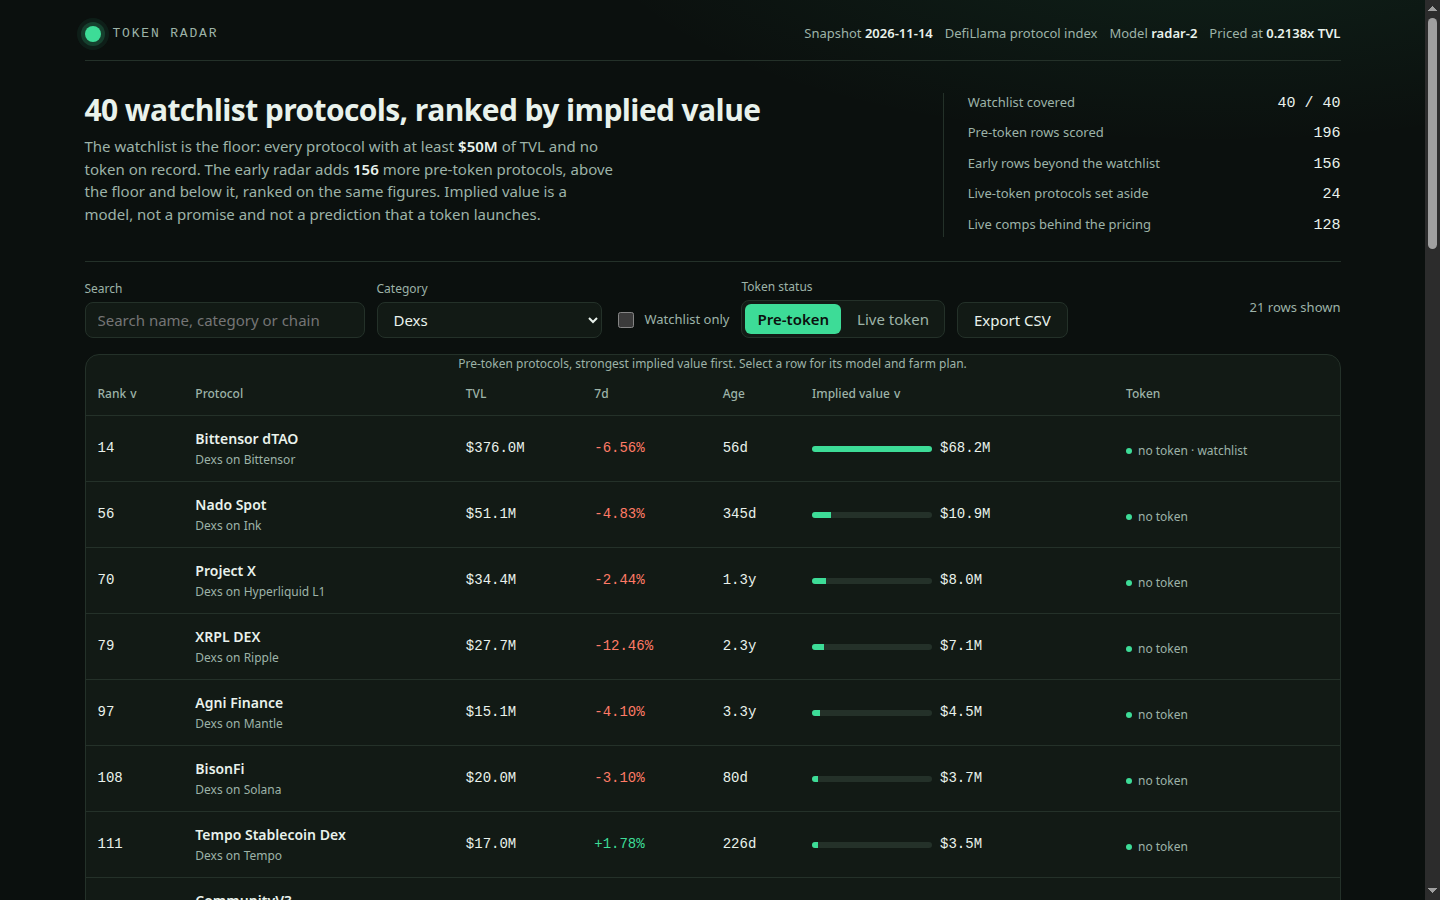 TOKEN RADAR
Snapshot 2026-11-14 DefiLlama protocol index Model radar-2 Priced at 0.2138x TVL
40 watchlist protocols, ranked by implied value
The watchlist is the floor: every protocol with at least $50M of TVL and no
token on record. The early radar adds 156 more pre-token protocols, above
the floor and below it, ranked on the same figures. Implied value is a
model, not a promise and not a prediction that a token launches.
Watchlist covered 40 / 40
Pre-token rows scored 196
Early rows beyond the watchlist 156
Live-token protocols set aside 24
Live comps behind the pricing 128
Search
Search name, category or chain
Category
Dexs
Watchlist only
Token status
Pre-token Live token
Export CSV
21 rows shown
Pre-token protocols, strongest implied value first. Select a row for its model and farm plan.
Rank v Protocol TVL 7d Age Implied value v Token
14 Bittensor dTAO $376.0M -6.56% 56d $68.2M no token · watchlist
Dexs on Bittensor
56 Nado Spot $51.1M -4.83% 345d $10.9M no token
Dexs on Ink
70 Project X $34.4M -2.44% 1.3y $8.0M no token
Dexs on Hyperliquid L1
79 XRPL DEX $27.7M -12.46% 2.3y $7.1M no token
Dexs on Ripple
97 Agni Finance $15.1M -4.10% 3.3y $4.5M no token
Dexs on Mantle
108 BisonFi $20.0M -3.10% 80d $3.7M no token
Dexs on Solana
111 Tempo Stablecoin Dex $17.0M +1.78% 226d $3.5M no token
Dexs on Tempo